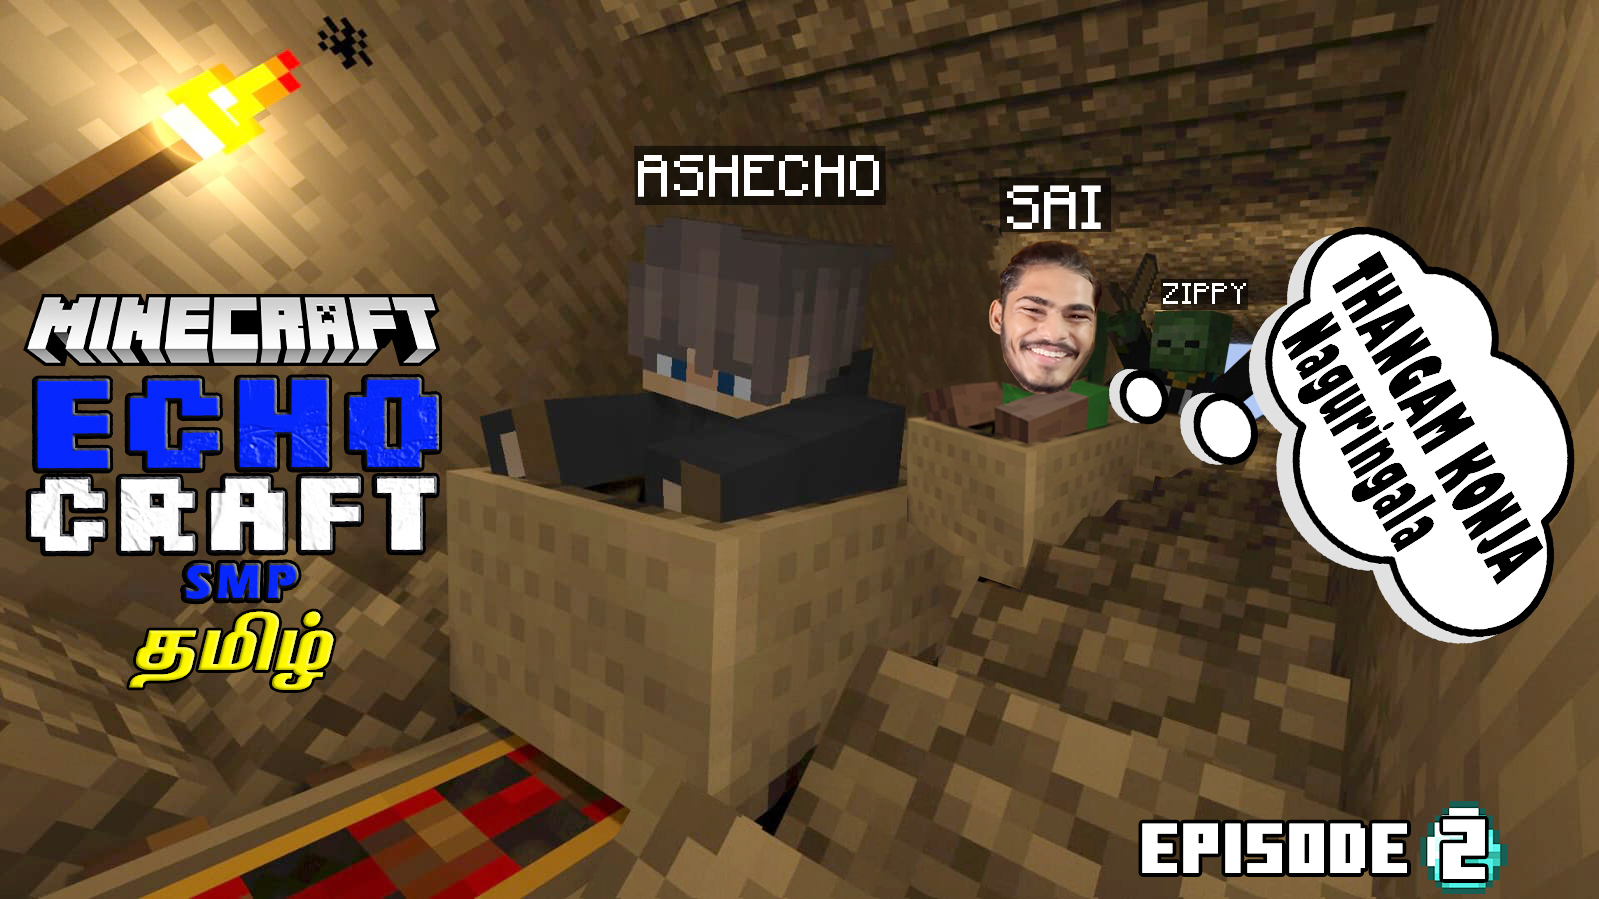 ASHECHO
SAI
ZIPPY
MINECRAFT
ECHO
CRAFT
SMP
தமிழ்
THANGAM KONJA
Naguringala
EPISODE 2